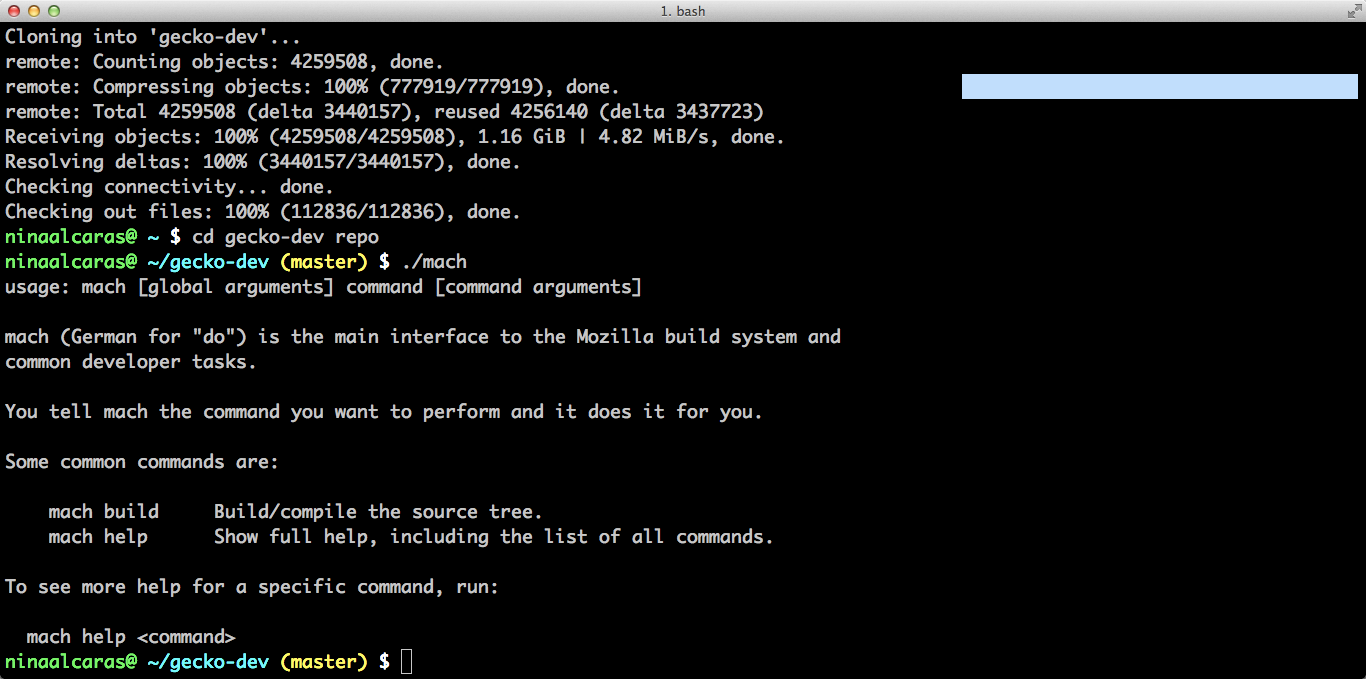 1. bash
Cloning into 'gecko-dev'...
remote: Counting objects: 4259508, done.
remote: Compressing objects: 100% (777919/777919), done.
remote: Total 4259508 (delta 3440157), reused 4256140 (delta 3437723)
Receiving objects: 100% (4259508/4259508), 1.16 GiB | 4.82 MiB/s, done.
Resolving deltas: 100% (3440157/3440157), done.
Checking connectivity... done.
Checking out files: 100% (112836/112836), done.
ninaalcaras@ ~ $ cd gecko-dev repo
ninaalcaras@ ~/gecko-dev (master) $ ./mach
usage: mach [global arguments] command [command arguments]

mach (German for "do") is the main interface to the Mozilla build system and
common developer tasks.

You tell mach the command you want to perform and it does it for you.

Some common commands are:

    mach build     Build/compile the source tree.
    mach help      Show full help, including the list of all commands.

To see more help for a specific command, run:

  mach help <command>
ninaalcaras@ ~/gecko-dev (master) $